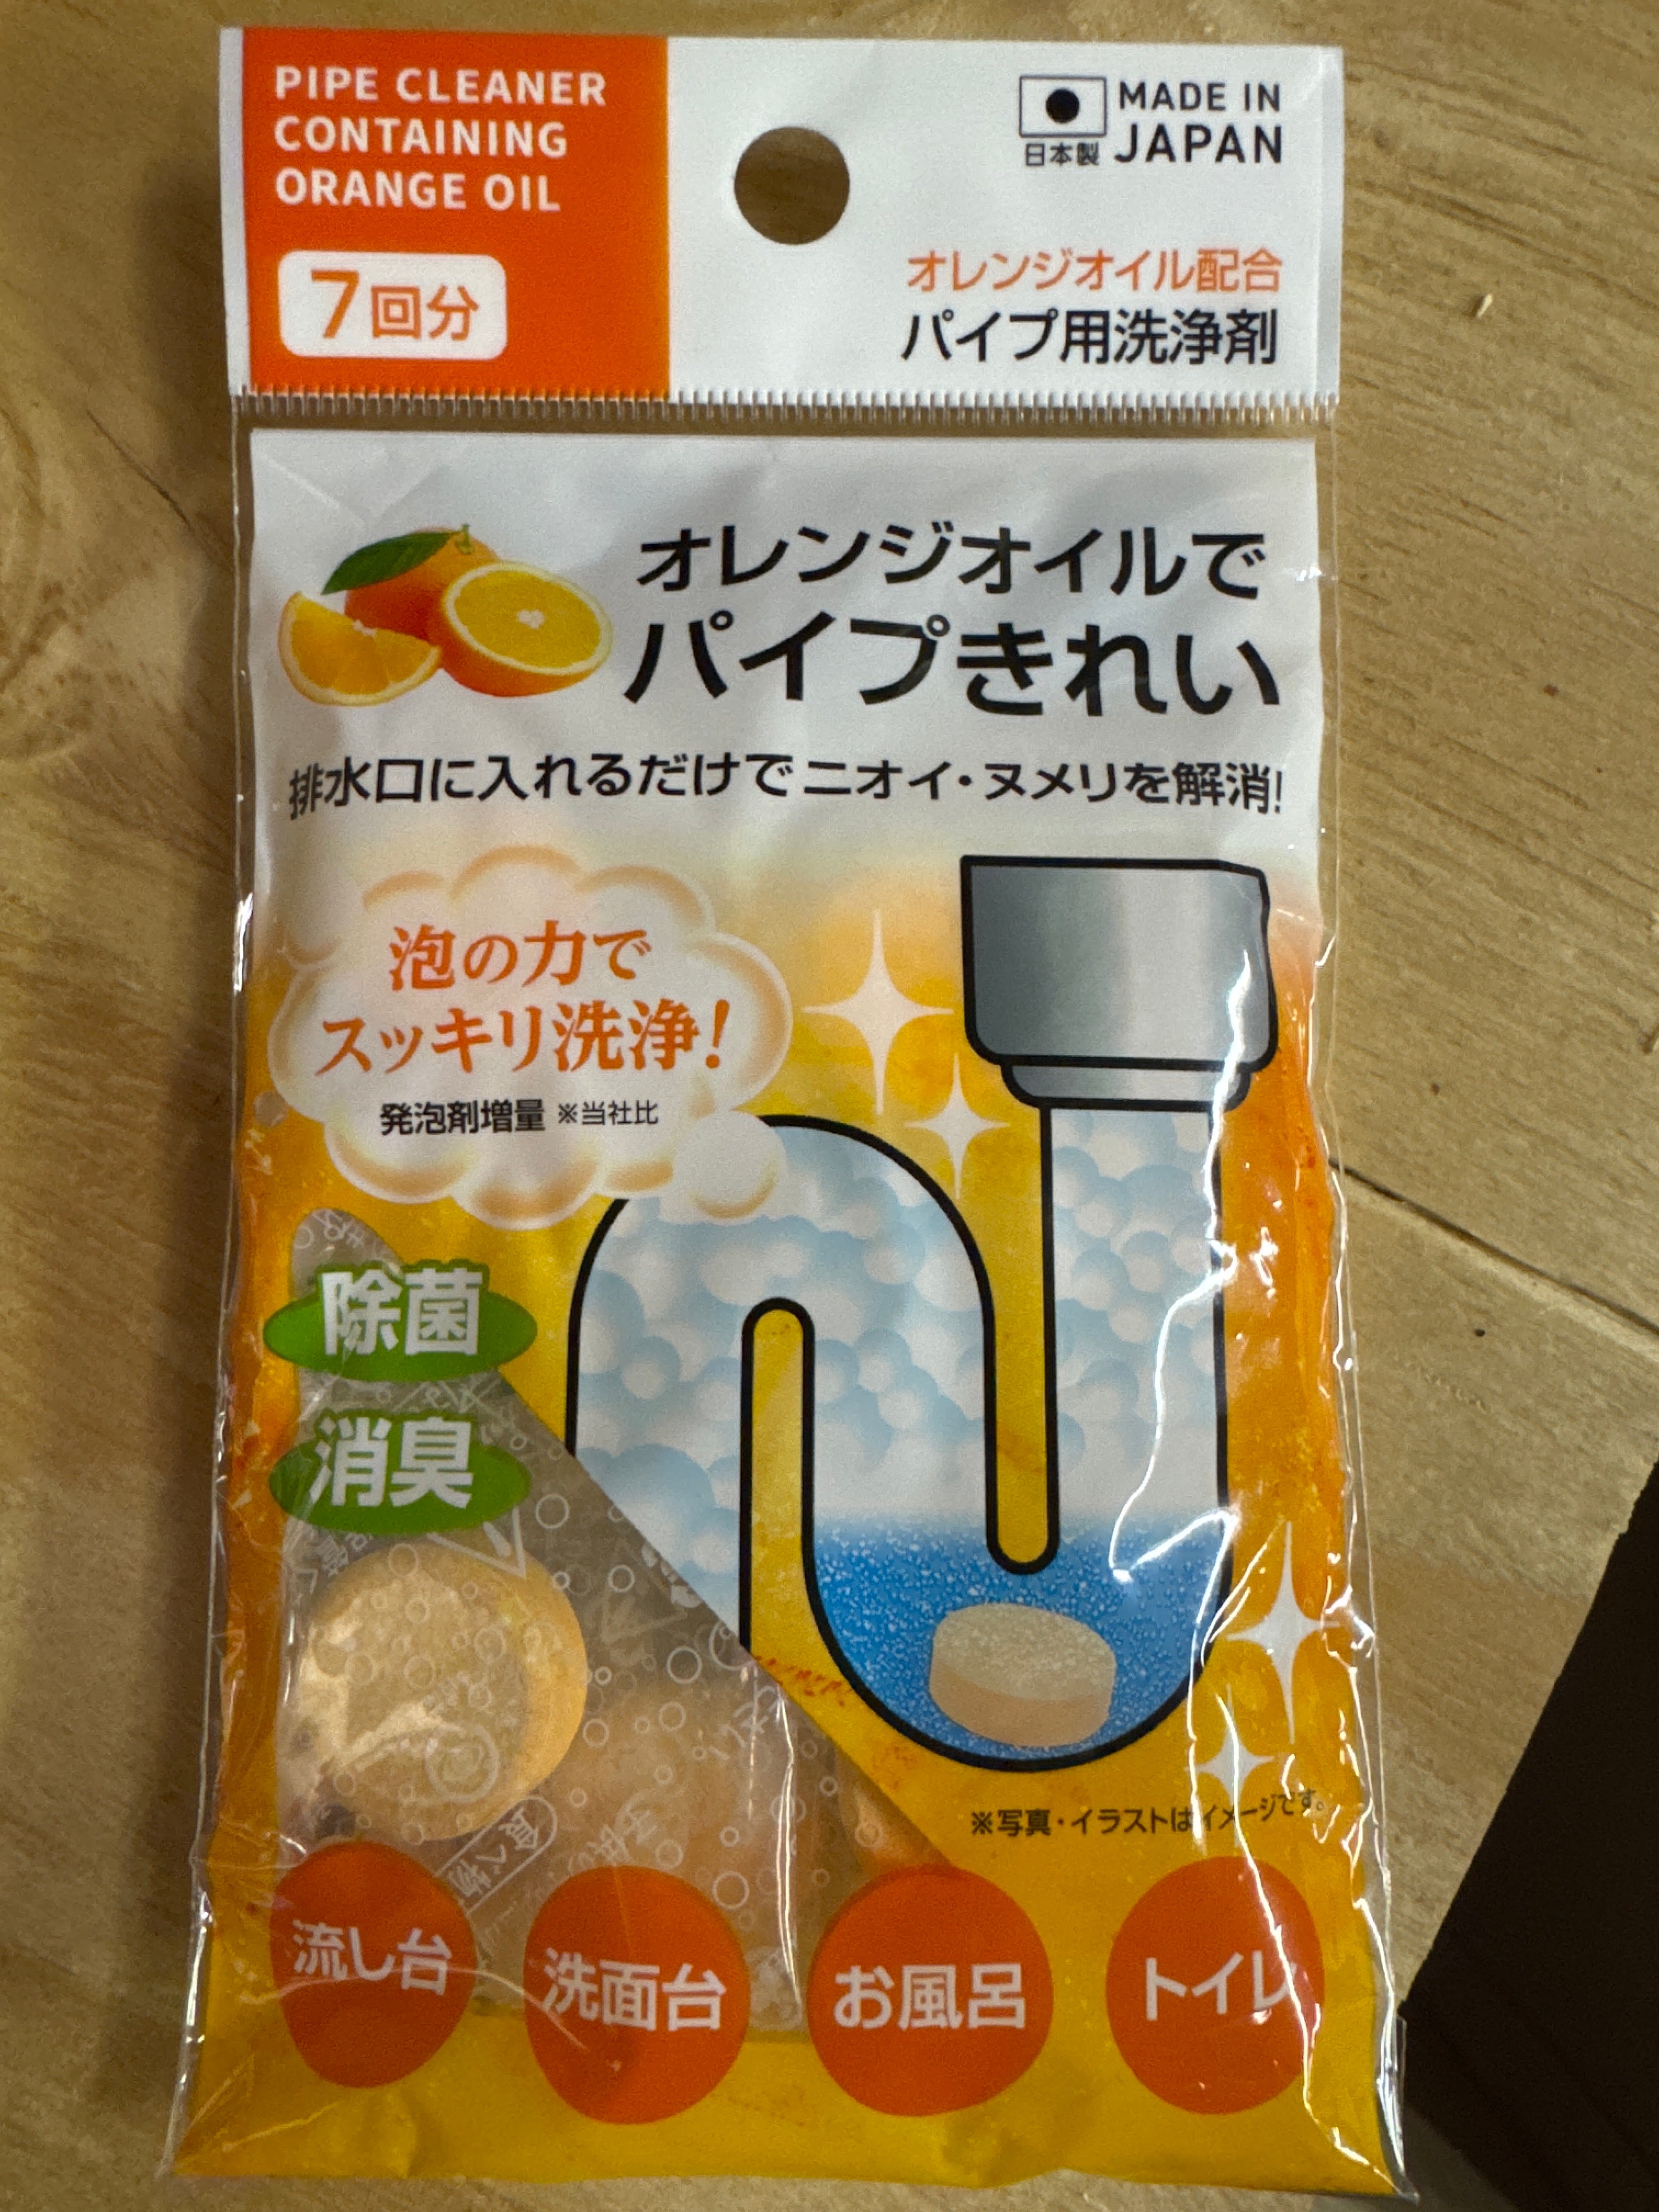 PIPE CLEANER
CONTAINING
ORANGE OIL
7回分
MADE IN
JAPAN
日本製
オレンジオイル配合
パイプ用洗浄剤
オレンジオイルで
パイプきれい
排水口に入れるだけでニオイ・ヌメリを解消!
泡の力で
スッキリ洗浄!
発泡剤増量 ※当社比
除菌
消臭
食べ物
※写真・イラストはイメージです。
流し台
洗面台
お風呂
トイレ